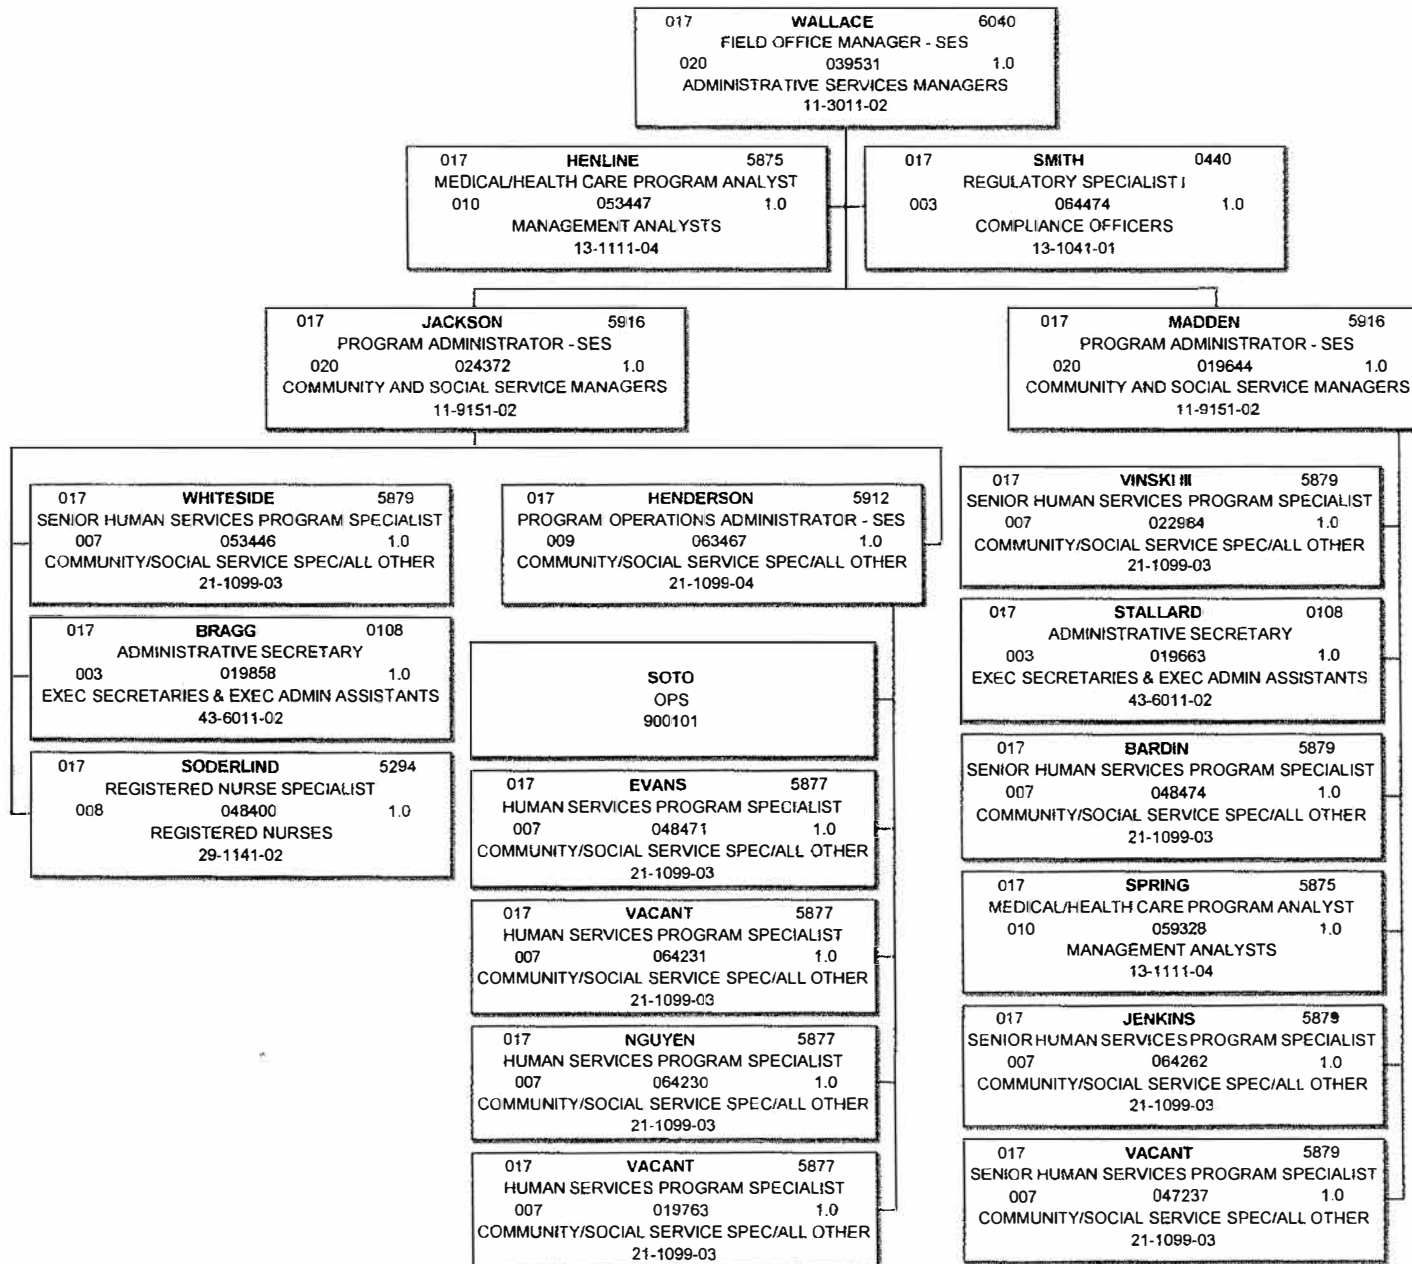 017 WALLACE 6040
FIELD OFFICE MANAGER - SES
020 039531 1.0
ADMINISTRATIVE SERVICES MANAGERS
11-3011-02
017 HENLINE 5875
MEDICAL/HEALTH CARE PROGRAM ANALYST
010 053447 1.0
MANAGEMENT ANALYSTS
13-1111-04
017 SMITH 0440
REGULATORY SPECIALIST I
003 064474 1.0
COMPLIANCE OFFICERS
13-1041-01
017 JACKSON 5916
PROGRAM ADMINISTRATOR - SES
020 024372 1.0
COMMUNITY AND SOCIAL SERVICE MANAGERS
11-9151-02
017 MADDEN 5916
PROGRAM ADMINISTRATOR - SES
020 019644 1.0
COMMUNITY AND SOCIAL SERVICE MANAGERS
11-9151-02
017 WHITESIDE 5879
SENIOR HUMAN SERVICES PROGRAM SPECIALIST
007 053446 1.0
COMMUNITY/SOCIAL SERVICE SPEC/ALL OTHER
21-1099-03
017 BRAGG 0108
ADMINISTRATIVE SECRETARY
003 019858 1.0
EXEC SECRETARIES & EXEC ADMIN ASSISTANTS
43-6011-02
017 SODERLIND 5294
REGISTERED NURSE SPECIALIST
008 048400 1.0
REGISTERED NURSES
29-1141-02
017 HENDERSON 5912
PROGRAM OPERATIONS ADMINISTRATOR - SES
009 063467 1.0
COMMUNITY/SOCIAL SERVICE SPEC/ALL OTHER
21-1099-04
SOTO
OPS
900101
017 EVANS 5877
HUMAN SERVICES PROGRAM SPECIALIST
007 048471 1.0
COMMUNITY/SOCIAL SERVICE SPEC/ALL OTHER
21-1099-03
017 VACANT 5877
HUMAN SERVICES PROGRAM SPECIALIST
007 064231 1.0
COMMUNITY/SOCIAL SERVICE SPEC/ALL OTHER
21-1099-03
017 NGUYEN 5877
HUMAN SERVICES PROGRAM SPECIALIST
007 064230 1.0
COMMUNITY/SOCIAL SERVICE SPEC/ALL OTHER
21-1099-03
017 VACANT 5877
HUMAN SERVICES PROGRAM SPECIALIST
007 019763 1.0
COMMUNITY/SOCIAL SERVICE SPEC/ALL OTHER
21-1099-03
017 VINSKI III 5879
SENIOR HUMAN SERVICES PROGRAM SPECIALIST
007 022984 1.0
COMMUNITY/SOCIAL SERVICE SPEC/ALL OTHER
21-1099-03
017 STALLARD 0108
ADMINISTRATIVE SECRETARY
003 019663 1.0
EXEC SECRETARIES & EXEC ADMIN ASSISTANTS
43-6011-02
017 BARDIN 5879
SENIOR HUMAN SERVICES PROGRAM SPECIALIST
007 048474 1.0
COMMUNITY/SOCIAL SERVICE SPEC/ALL OTHER
21-1099-03
017 SPRING 5875
MEDICAL/HEALTH CARE PROGRAM ANALYST
010 059328 1.0
MANAGEMENT ANALYSTS
13-1111-04
017 JENKINS 5879
SENIOR HUMAN SERVICES PROGRAM SPECIALIST
007 064262 1.0
COMMUNITY/SOCIAL SERVICE SPEC/ALL OTHER
21-1099-03
017 VACANT 5879
SENIOR HUMAN SERVICES PROGRAM SPECIALIST
007 047237 1.0
COMMUNITY/SOCIAL SERVICE SPEC/ALL OTHER
21-1099-03